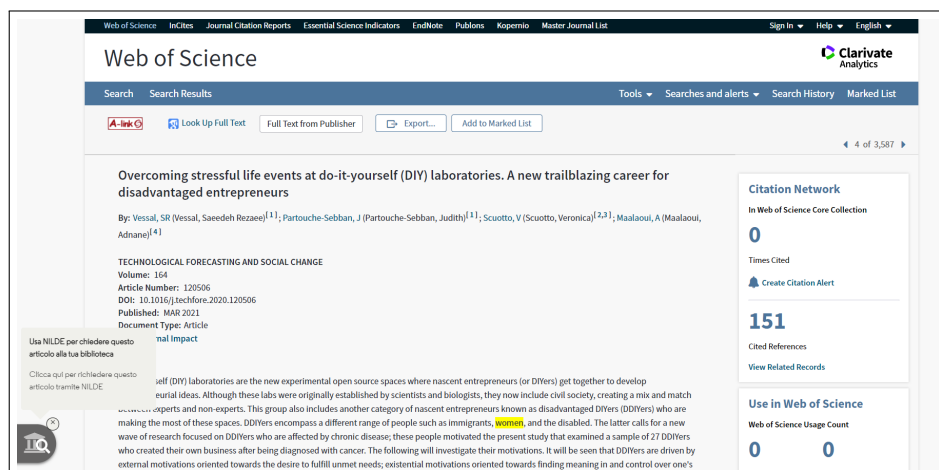 Web of Science InCites Journal Citation Reports Essential Science Indicators EndNote Publons Kopernio Master Journal List Sign In Help English
Web of Science
Clarivate
Analytics
Search Search Results Tools Searches and alerts Search History Marked List
A-link Look Up Full Text Full Text from Publisher Export... Add to Marked List
4 of 3,587
Overcoming stressful life events at do-it-yourself (DIY) laboratories. A new trailblazing career for
disadvantaged entrepreneurs
By: Vessal, SR (Vessal, Saeedeh Rezaee)[ 1 ] ; Partouche-Sebban, J (Partouche-Sebban, Judith)[ 1 ] ; Scuotto, V (Scuotto, Veronica)[ 2,3 ] ; Maalaoui, A (Maalaoui,
Adnane)[ 4 ]
TECHNOLOGICAL FORECASTING AND SOCIAL CHANGE
Volume: 164
Article Number: 120506
DOI: 10.1016/j.techfore.2020.120506
Published: MAR 2021
Document Type: Article
nal Impact
elf (DIY) laboratories are the new experimental open source spaces where nascent entrepreneurs (or DIYers) get together to develop
eurial ideas. Although these labs were originally established by scientists and biologists, they now include civil society, creating a mix and match
between experts and non-experts. This group also includes another category of nascent entrepreneurs known as disadvantaged DIYers (DDIYers) who are
making the most of these spaces. DDIYers encompass a different range of people such as immigrants, women, and the disabled. The latter calls for a new
wave of research focused on DDIYers who are affected by chronic disease; these people motivated the present study that examined a sample of 27 DDIYers
who created their own business after being diagnosed with cancer. The following will investigate their motivations. It will be seen that DDIYers are driven by
external motivations oriented towards the desire to fulfill unmet needs; existential motivations oriented towards finding meaning in and control over one's
Usa NILDE per chiedere questo
articolo alla tua biblioteca
Clicca qui per richiedere questo
articolo tramite NILDE
Citation Network
In Web of Science Core Collection
0
Times Cited
Create Citation Alert
151
Cited References
View Related Records
Use in Web of Science
Web of Science Usage Count
0 0